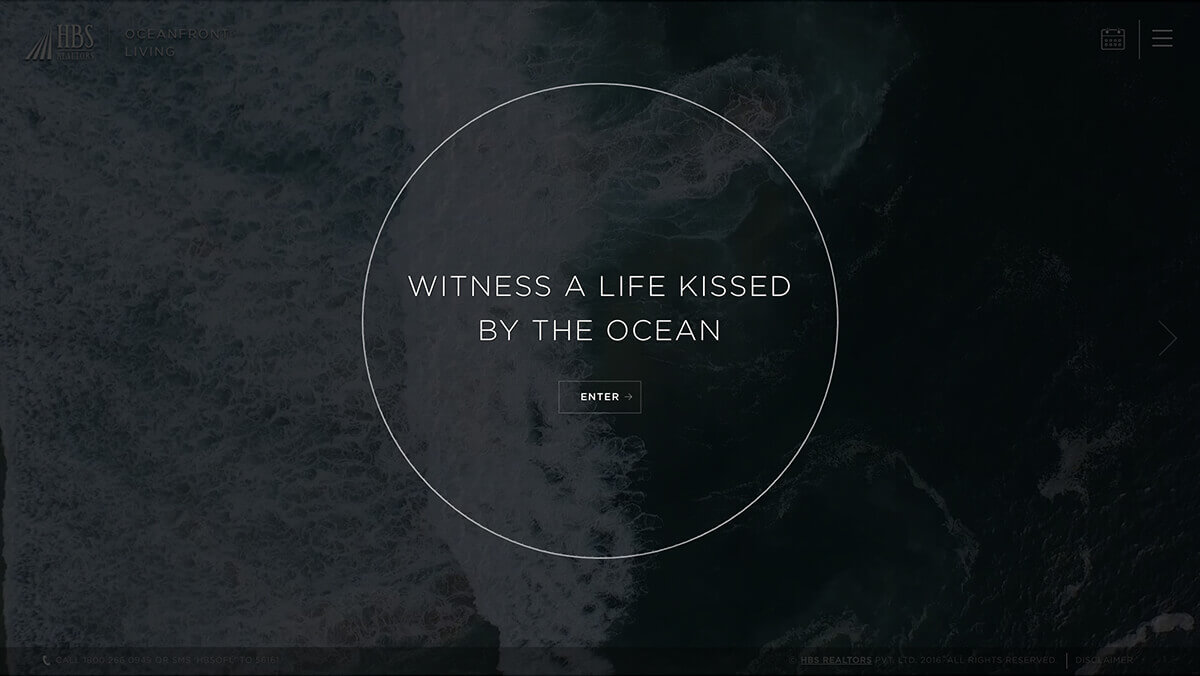 HBS
REALTORS
OCEANFRONT
LIVING
WITNESS A LIFE KISSED
BY THE OCEAN
ENTER →
CALL 1800 266 0945 OR SMS 'HBSOFL' TO 56161
© HBS REALTORS PVT. LTD. 2016. ALL RIGHTS RESERVED. | DISCLAIMER